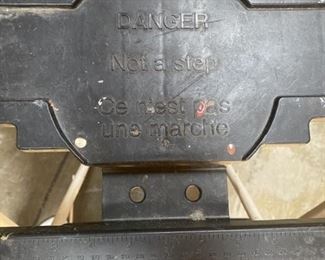 DANGER
Not a step
Ce n'est pas
une marche